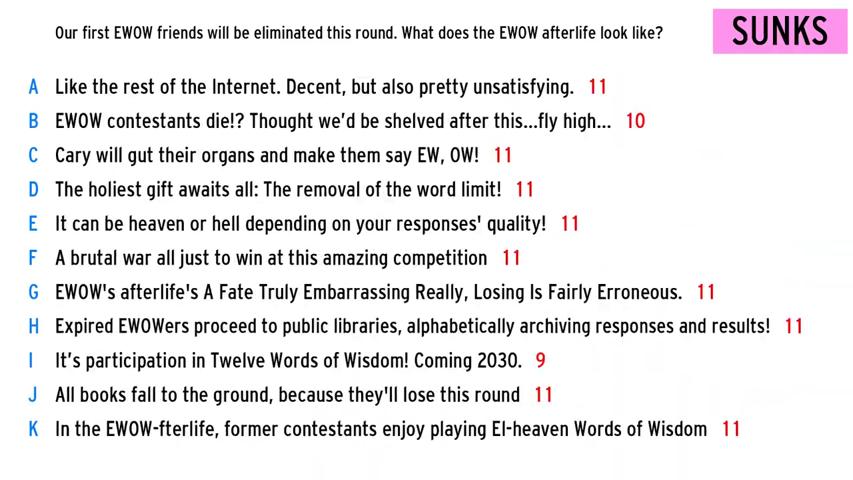 Our first EWOW friends will be eliminated this round. What does the EWOW afterlife look like?
SUNKS
A Like the rest of the Internet. Decent, but also pretty unsatisfying. 11
B EWOW contestants die!? Thought we'd be shelved after this...fly high... 10
C Cary will gut their organs and make them say EW, OW! 11
D The holiest gift awaits all: The removal of the word limit! 11
E It can be heaven or hell depending on your responses' quality! 11
F A brutal war all just to win at this amazing competition 11
G EWOW's afterlife's A Fate Truly Embarrassing Really, Losing Is Fairly Erroneous. 11
H Expired EWOWers proceed to public libraries, alphabetically archiving responses and results! 11
I It's participation in Twelve Words of Wisdom! Coming 2030. 9
J All books fall to the ground, because they'll lose this round 11
K In the EWOW-fterlife, former contestants enjoy playing El-heaven Words of Wisdom 11